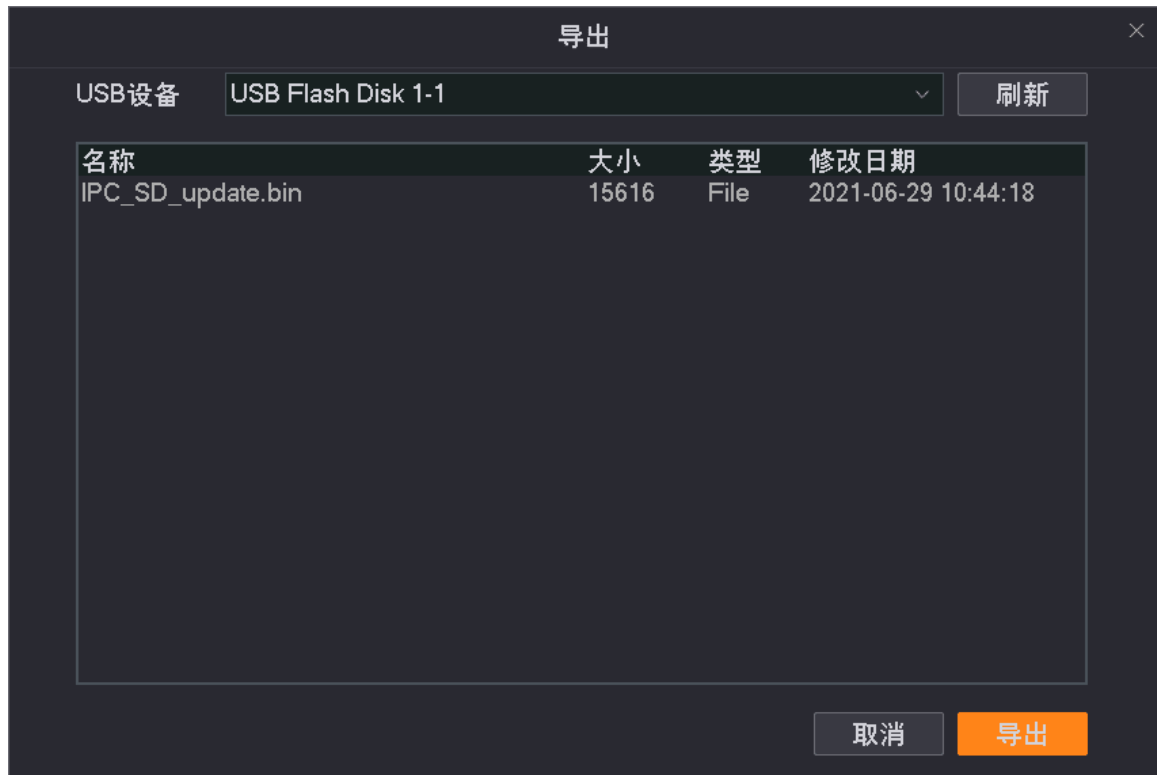 导出
USB设备 USB Flash Disk 1-1 刷新
名称 大小 类型 修改日期
IPC_SD_update.bin 15616 File 2021-06-29 10:44:18
取消 导出